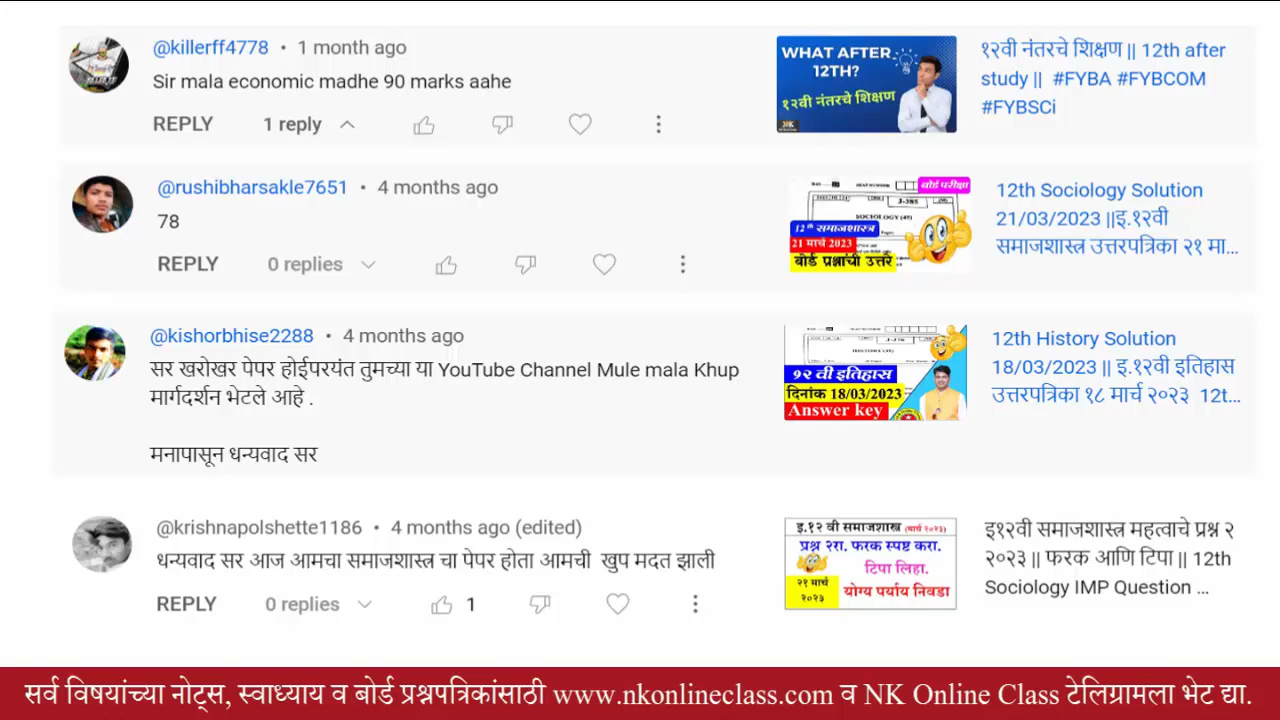 @killerff4778 • 1 month ago
Sir mala economic madhe 90 marks aahe
REPLY 1 reply
WHAT AFTER
12TH?
१२वी नंतरचे शिक्षण
NK
१२वी नंतरचे शिक्षण || 12th after
study || #FYBA #FYBCOM
#FYBSCi
@rushibharsakle7651 • 4 months ago
78
REPLY 0 replies
बोर्ड परीक्षा
J-385
SOCIOLOGY (49)
12th समाजशास्त्र
21 मार्च 2023
बोर्ड प्रश्नांची उत्तरे
12th Sociology Solution
21/03/2023 ||इ.१२वी
समाजशास्त्र उत्तरपत्रिका २१ मा...
@kishorbhise2288 • 4 months ago
सर खरोखर पेपर होईपरयंत तुमच्या या YouTube Channel Mule mala Khup
मार्गदर्शन भेटले आहे .
मनापासून धन्यवाद सर
१२ वी इतिहास
दिनांक 18/03/2023
Answer key
12th History Solution
18/03/2023 || इ.१२वी इतिहास
उत्तरपत्रिका १८ मार्च २०२३ 12t...
@krishnapolshette1186 • 4 months ago (edited)
धन्यवाद सर आज आमचा समाजशास्त्र चा पेपर होता आमची खुप मदत झाली
REPLY 0 replies 1
इ.१२ वी समाजशास्त्र (मार्च २०२३)
प्रश्न २रा. फरक स्पष्ट करा.
टिपा लिहा.
२१ मार्च
२०२३
योग्य पर्याय निवडा
इ१२वी समाजशास्त्र महत्वाचे प्रश्न २
२०२३ || फरक आणि टिपा || 12th
Sociology IMP Question ...
सर्व विषयांच्या नोट्स, स्वाध्याय व बोर्ड प्रश्नपत्रिकांसाठी www.nkonlineclass.com व NK Online Class टेलिग्रामला भेट द्या.